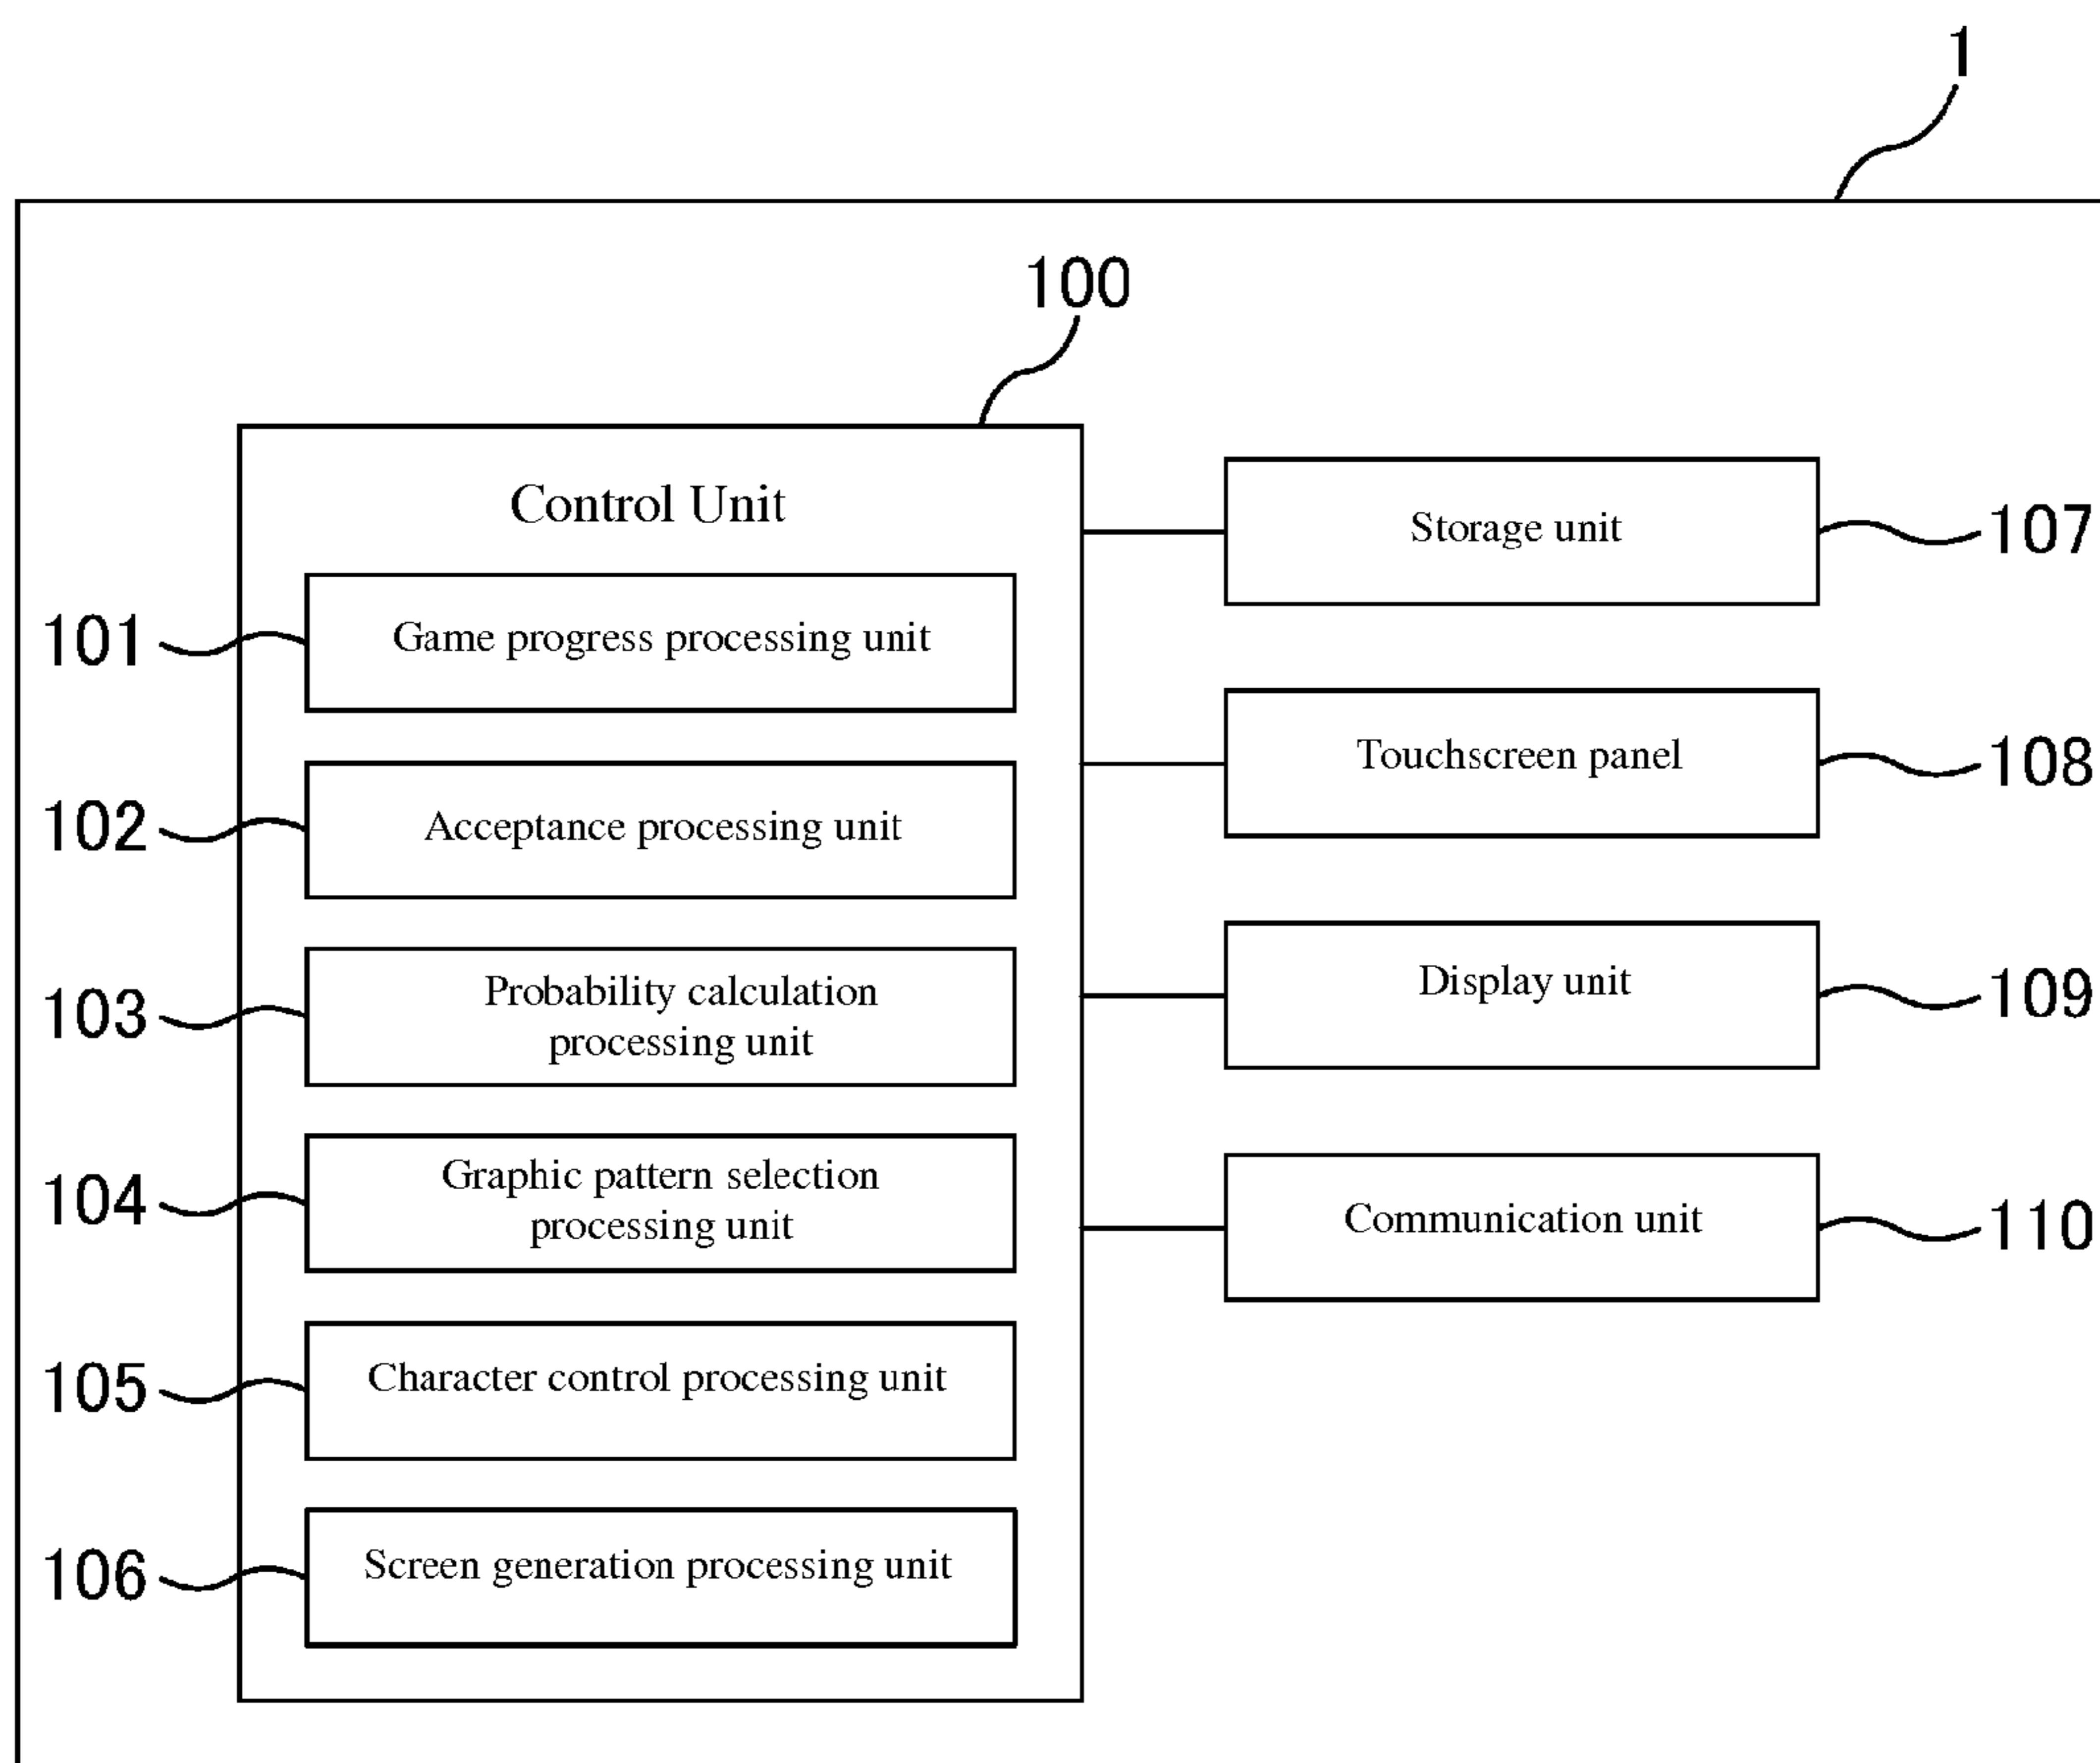 1
100
Control Unit
101
Game progress processing unit
102
Acceptance processing unit
103
Probability calculation
processing unit
104
Graphic pattern selection
processing unit
105
Character control processing unit
106
Screen generation processing unit
Storage unit
107
Touchscreen panel
108
Display unit
109
Communication unit
110